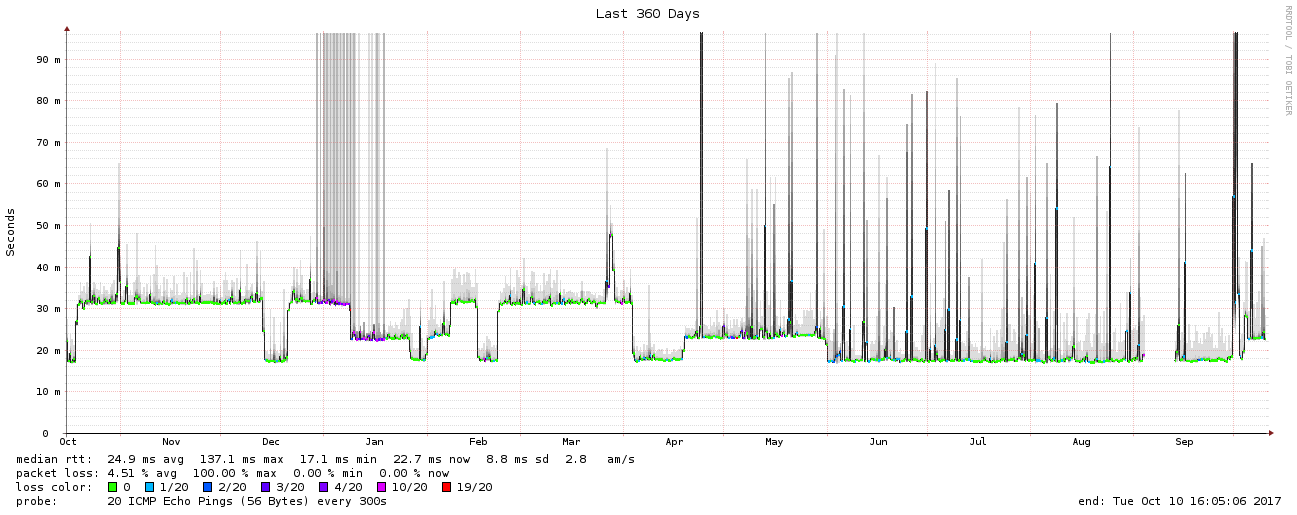 Last 360 Days
RRDTOOL / TOBI OETIKER
Seconds
90 m
80 m
70 m
60 m
50 m
40 m
30 m
20 m
10 m
0
Oct Nov Dec Jan Feb Mar Apr May Jun Jul Aug Sep
median rtt: 24.9 ms avg 137.1 ms max 17.1 ms min 22.7 ms now 8.8 ms sd 2.8 am/s
packet loss: 4.51 % avg 100.00 % max 0.00 % min 0.00 % now
loss color: 0 1/20 2/20 3/20 4/20 10/20 19/20
probe: 20 ICMP Echo Pings (56 Bytes) every 300s end: Tue Oct 10 16:05:06 2017